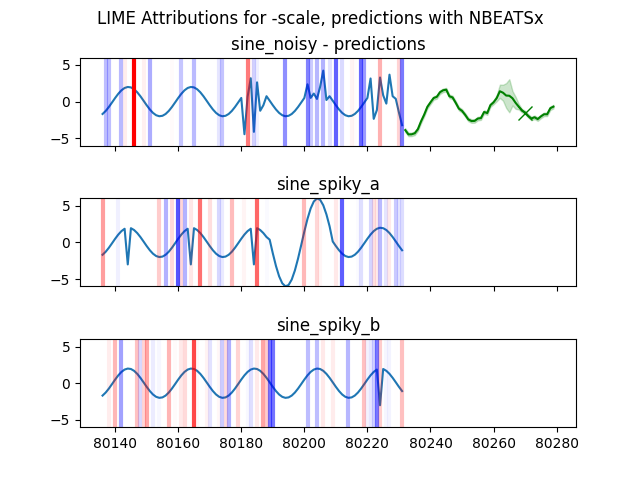 LIME Attributions for -scale, predictions with NBEATSx
sine_noisy - predictions
5
0
−5
sine_spiky_a
5
0
−5
sine_spiky_b
5
0
−5
80140 80160 80180 80200 80220 80240 80260 80280